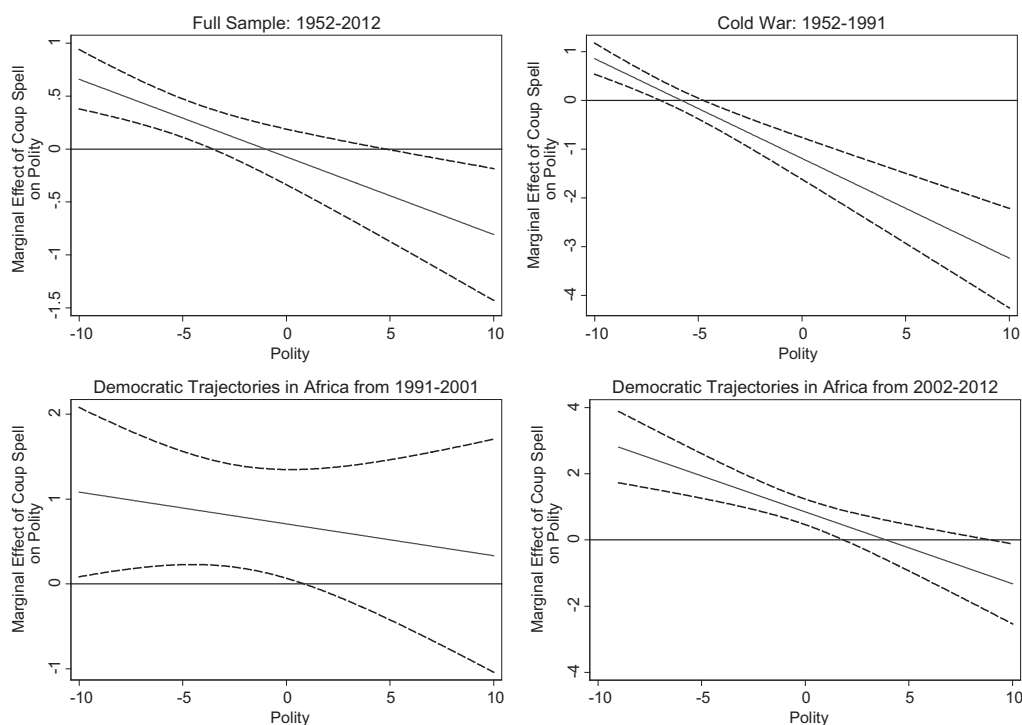 Full Sample: 1952-2012
Marginal Effect of Coup Spell
on Polity
1
.5
0
-.5
-1
-1.5
-10 -5 0 5 10
Polity
Cold War: 1952-1991
Marginal Effect of Coup Spell
on Polity
1
0
-1
-2
-3
-4
-10 -5 0 5 10
Polity
Democratic Trajectories in Africa from 1991-2001
Marginal Effect of Coup Spell
on Polity
2
1
0
-1
-10 -5 0 5 10
Polity
Democratic Trajectories in Africa from 2002-2012
Marginal Effect of Coup Spell
on Polity
4
2
0
-2
-4
-10 -5 0 5 10
Polity